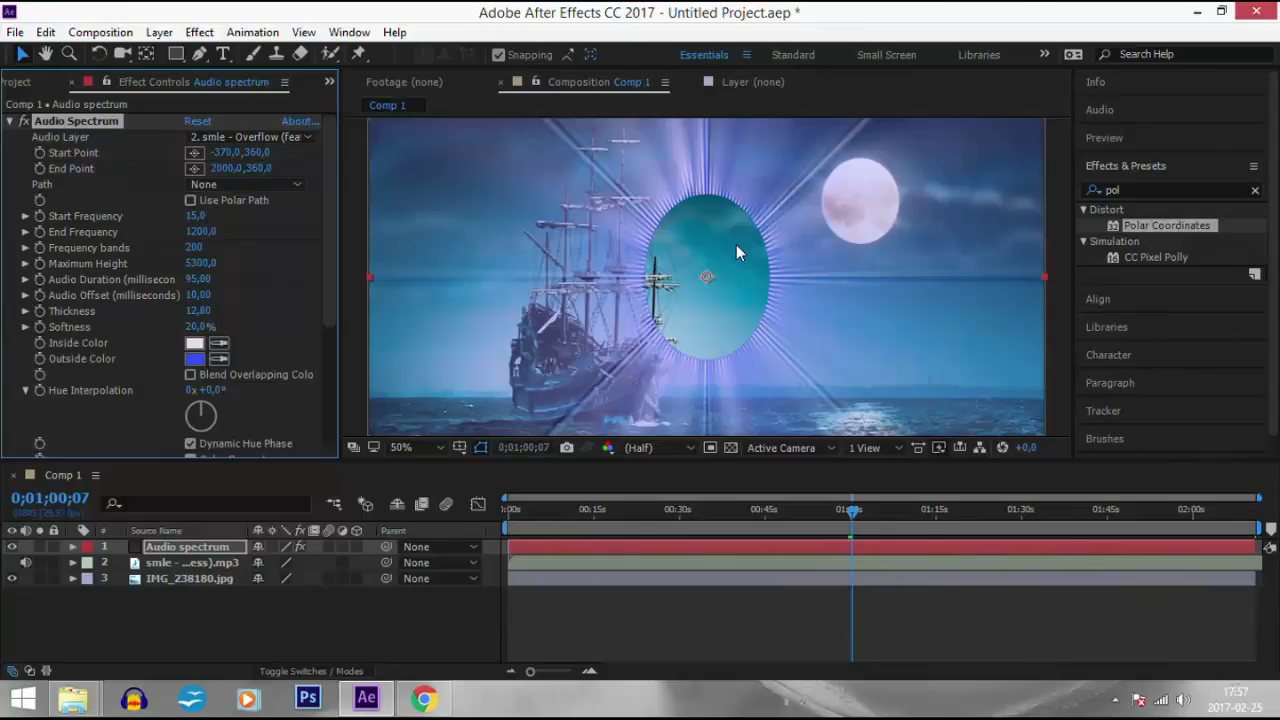 Adobe After Effects CC 2017 - Untitled Project.aep *
File Edit Composition Layer Effect Animation View Window Help
Snapping Essentials Standard Small Screen Libraries Search Help
roject Effect Controls Audio spectrum Footage (none) Composition Comp 1 Layer (none) Info
Comp 1 • Audio spectrum Comp 1
Audio
Audio Spectrum Reset About...
Audio Layer 2. smle - Overflow (fea
Preview
Start Point -370,0,360,0
End Point 2000,0,360,0
Effects & Presets
Path None
pol
Use Polar Path
Distort
Start Frequency 15,0
Polar Coordinates
End Frequency 1200,0
Simulation
Frequency bands 200
CC Pixel Polly
Maximum Height 5300,0
Audio Duration (millisecon 95,00
Audio Offset (milliseconds) 10,00
Align
Thickness 12,80
Softness 20,0%
Libraries
Inside Color
Character
Outside Color
Blend Overlapping Colo
Paragraph
Hue Interpolation 0x+0,0°
Tracker
Dynamic Hue Phase
Brushes
50% 0;01;00;07 (Half) Active Camera 1 View +0,0
Comp 1
0;01;00;07
01805 (29.97 fps)
00s 00:15s 00:30s 00:45s 01:00s 01:15s 01:30s 01:45s 02:00s
# Source Name Parent
1 Audio spectrum None
2 smle - ...ess).mp3 None
3 IMG_238180.jpg None
Toggle Switches / Modes
Ps Ae
17:57
2017-02-25